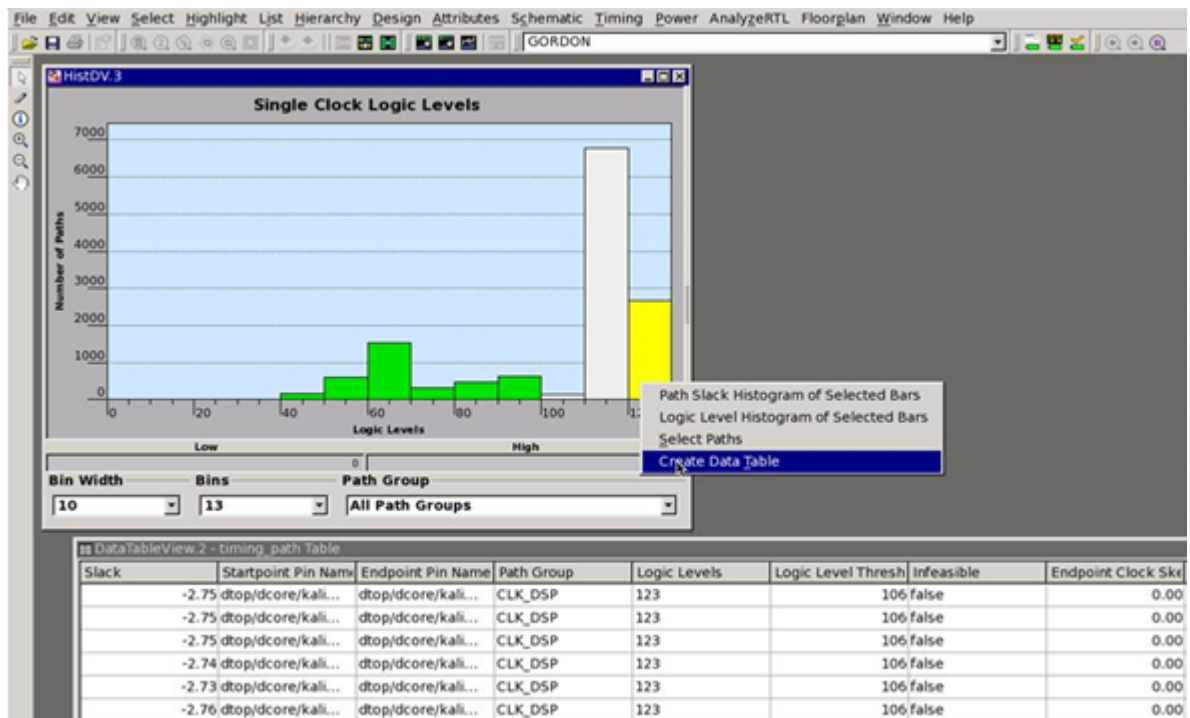 File Edit View Select Highlight List Hierarchy Design Attributes Schematic Timing Power AnalyzeRTL Floorplan Window Help
GORDON
HistDV.3
Single Clock Logic Levels
Number of Paths
7000
6000
5000
4000
3000
2000
1000
0
0 20 40 60 80 100
Logic Levels
Path Slack Histogram of Selected Bars
Logic Level Histogram of Selected Bars
Select Paths
Create Data Table
Low High
0
Bin Width Bins Path Group
10 13 All Path Groups
DataTableView.2 - timing_path Table
Slack Startpoint Pin Name Endpoint Pin Name Path Group Logic Levels Logic Level Thresh Infeasible Endpoint Clock Ske
-2.75 dtop/dcore/kali... dtop/dcore/kali... CLK_DSP 123 106 false 0.00
-2.75 dtop/dcore/kali... dtop/dcore/kali... CLK_DSP 123 106 false 0.00
-2.75 dtop/dcore/kali... dtop/dcore/kali... CLK_DSP 123 106 false 0.00
-2.74 dtop/dcore/kali... dtop/dcore/kali... CLK_DSP 123 106 false 0.00
-2.73 dtop/dcore/kali... dtop/dcore/kali... CLK_DSP 123 106 false 0.00
-2.76 dtop/dcore/kali... dtop/dcore/kali... CLK_DSP 123 106 false 0.00